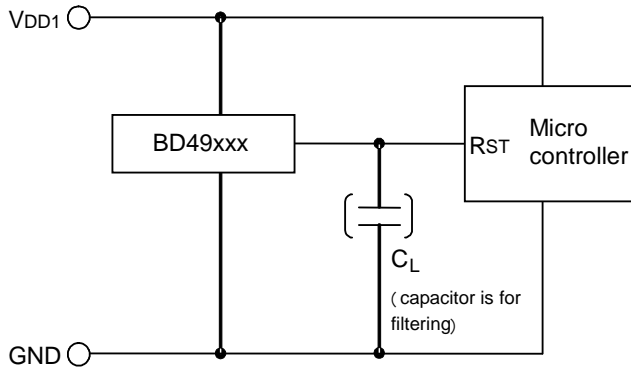 VDD1
BD49xxx
RST
Micro
controller
CL
( capacitor is for
filtering)
GND